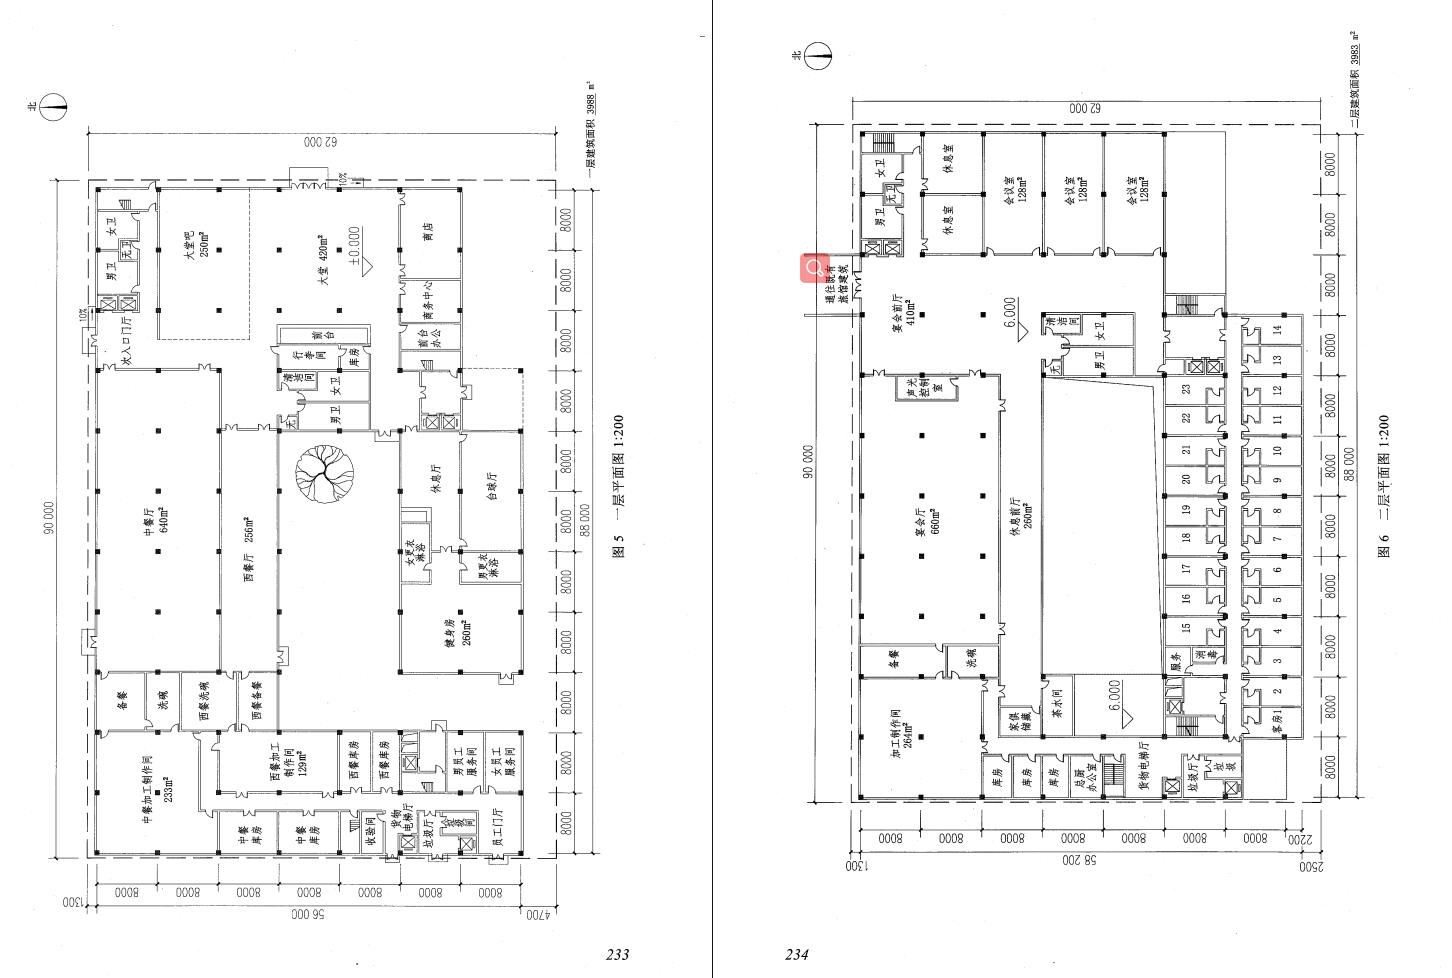 北
62 000
一层建筑面积 3988 m²
10%
女卫
无卫
男卫
大堂吧
250m²
大堂 420m²
±0.000
商店
商务中心
前台
办公
前台
行李间
库房
10%
次入口门厅
清洁间
女卫
无
男卫
90 000
中餐厅
640m²
西餐厅 256m²
休息厅
台球厅
女更衣
淋浴
男更衣
淋浴
健身房
260m²
备餐
洗碗
西餐洗碗
西餐备餐
中餐加工制作间
233m²
西餐加工
制作间
129m²
西餐库房
西餐库房
男员工
服务间
女员工
服务间
中餐
库房
中餐
库房
收验间
货物
电梯厅
垃圾厅
垃圾间
员工门厅
8000
8000
8000
8000
8000
8000
8000
8000
8000
8000
8000
88 000
1300
8000
8000
8000
8000
8000
8000
8000
56 000
4700
图 5 一层平面图 1:200
233
北
62 000
二层建筑面积 3983 m²
女卫
无卫
男卫
休息室
休息室
会议室
128m²
会议室
128m²
会议室
128m²
通往既有
旅馆建筑
宴会前厅
410m²
6.000
清洁间
女卫
无
男卫
声光
控制
室
90 000
宴会厅
660m²
休息前厅
260m²
14
13
12
11
10
9
8
7
6
5
4
3
2
客房1
23
22
21
20
19
18
17
16
15
服务
消毒
备餐
洗碗
加工制作间
264m²
家俱
储藏
茶水间
6.000
库房
库房
库房
总厨
办公室
货物电梯厅
垃圾厅
垃圾
8000
8000
8000
8000
8000
8000
8000
8000
8000
8000
8000
88 000
1300
8000
8000
8000
8000
8000
8000
8000
2200
58 200
2500
图 6 二层平面图 1:200
234